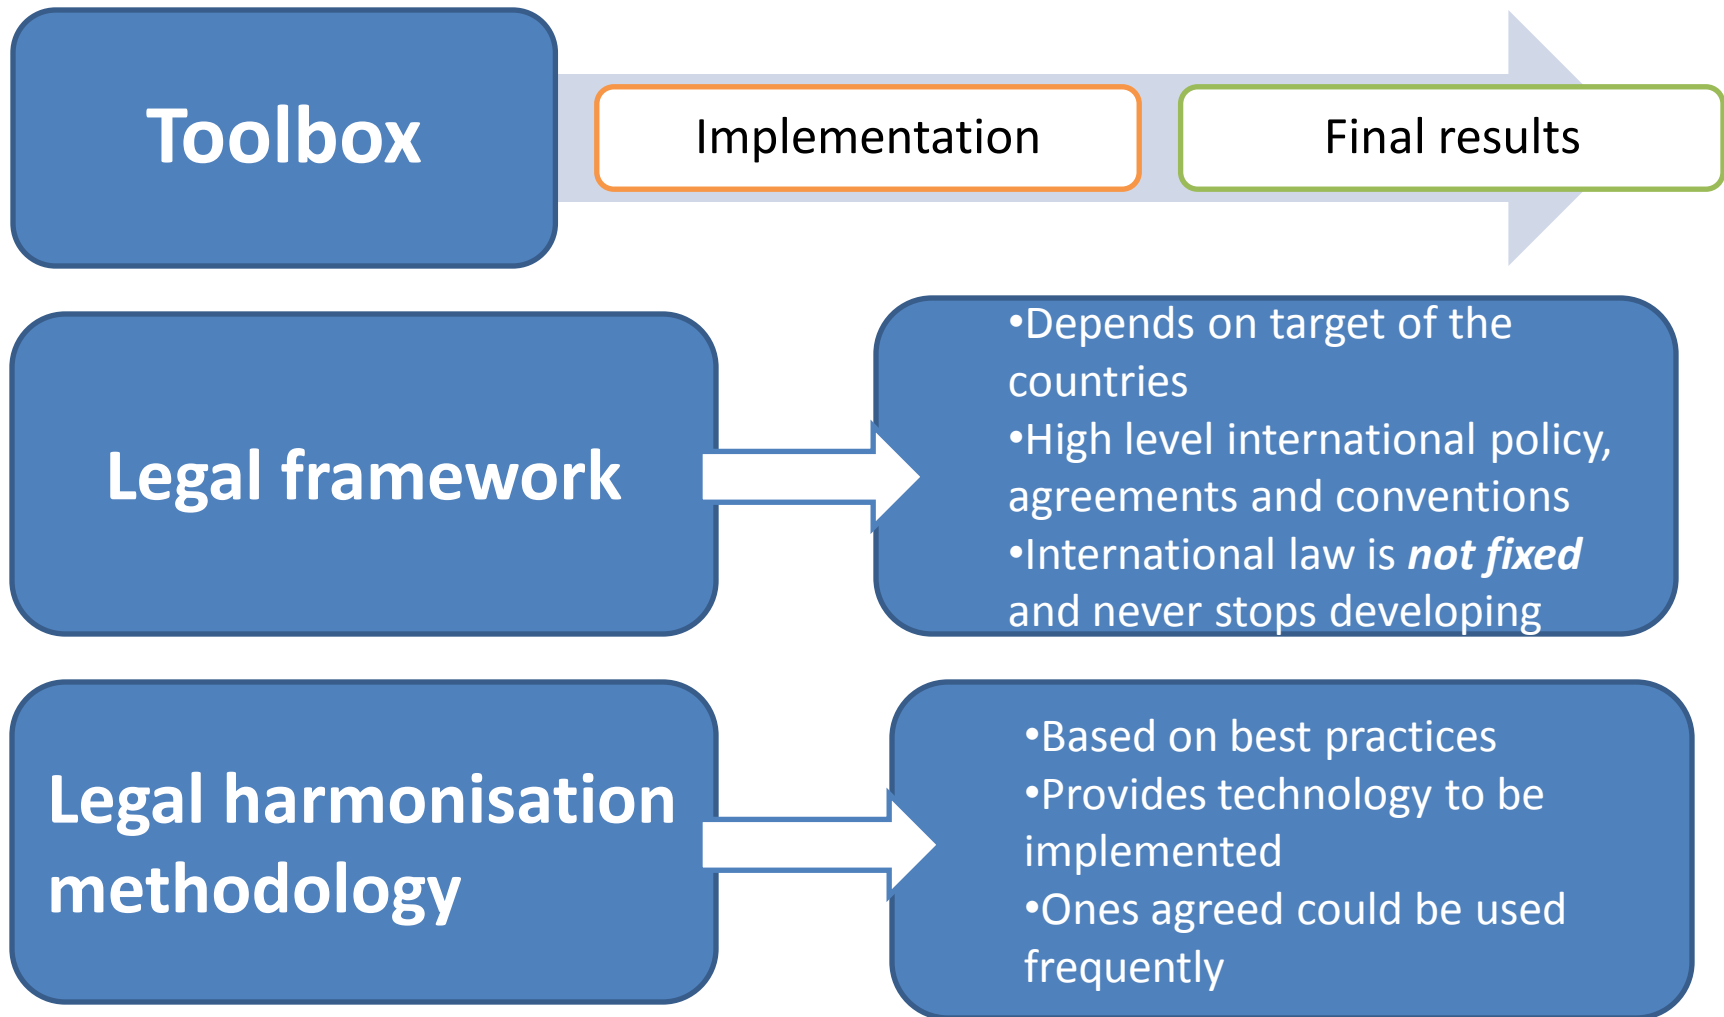 Toolbox
Implementation
Final results
Legal framework
•Depends on target of the
countries
•High level international policy,
agreements and conventions
•International law is not fixed
and never stops developing
Legal harmonisation
methodology
•Based on best practices
•Provides technology to be
implemented
•Ones agreed could be used
frequently